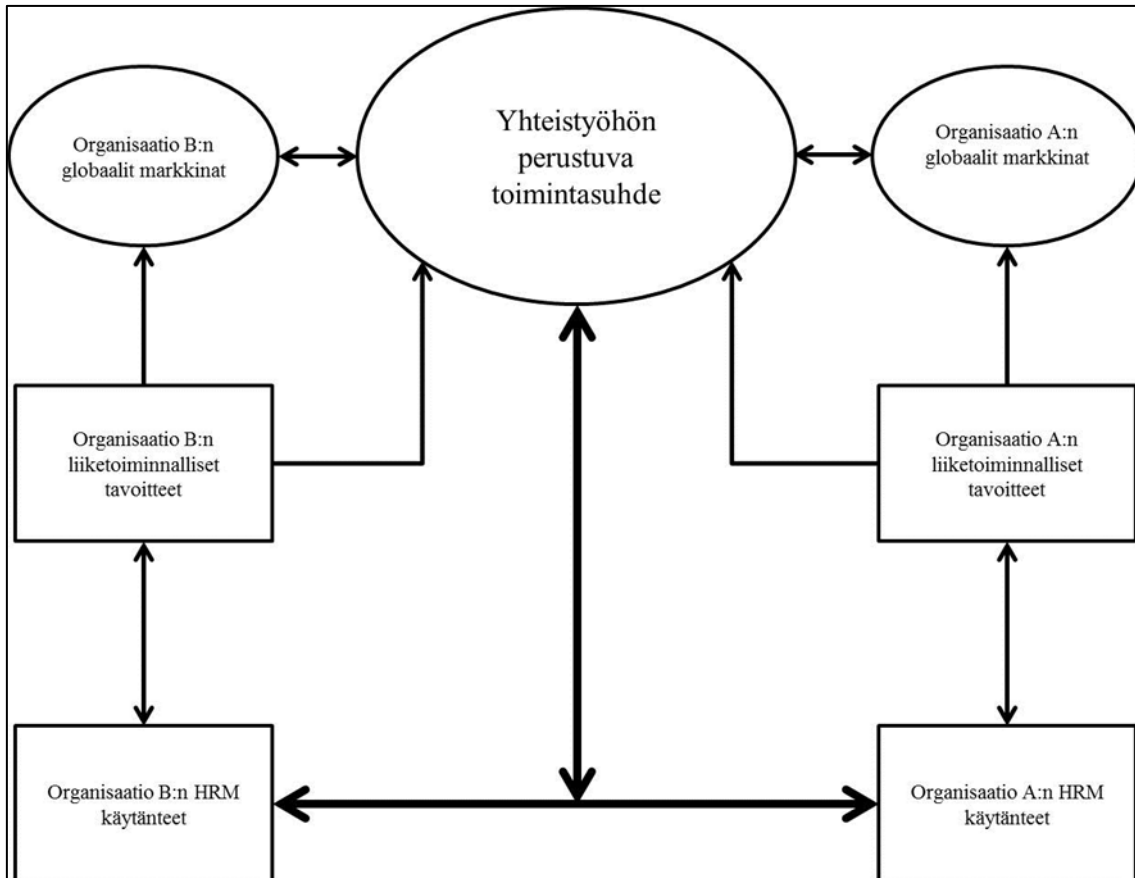 Organisaatio B:n
globaalit markkinat
Yhteistyöhön
perustuva
toimintasuhde
Organisaatio A:n
globaalit markkinat
Organisaatio B:n
liiketoiminnalliset
tavoitteet
Organisaatio A:n
liiketoiminnalliset
tavoitteet
Organisaatio B:n HRM
käytänteet
Organisaatio A:n HRM
käytänteet